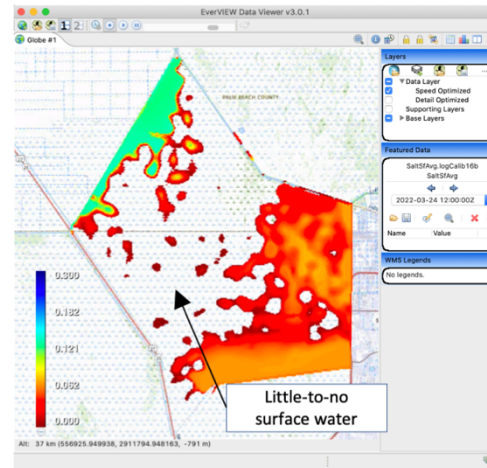 EverVIEW Data Viewer v3.0.1
Globe #1
PALM BEACH COUNTY
Layers
Data Layer
Speed Optimized
Detail Optimized
Supporting Layers
Base Layers
Featured Data
SaltSfAvg.logCalib16b
SaltSfAvg
2022-03-24 12:00:00Z
Name Value
WMS Legends
(No legends.
0.300
0.182
0.121
0.062
0.000
Little-to-no
surface water
Alt: 37 km (556925.949938, 2911794.948163, -791 m)